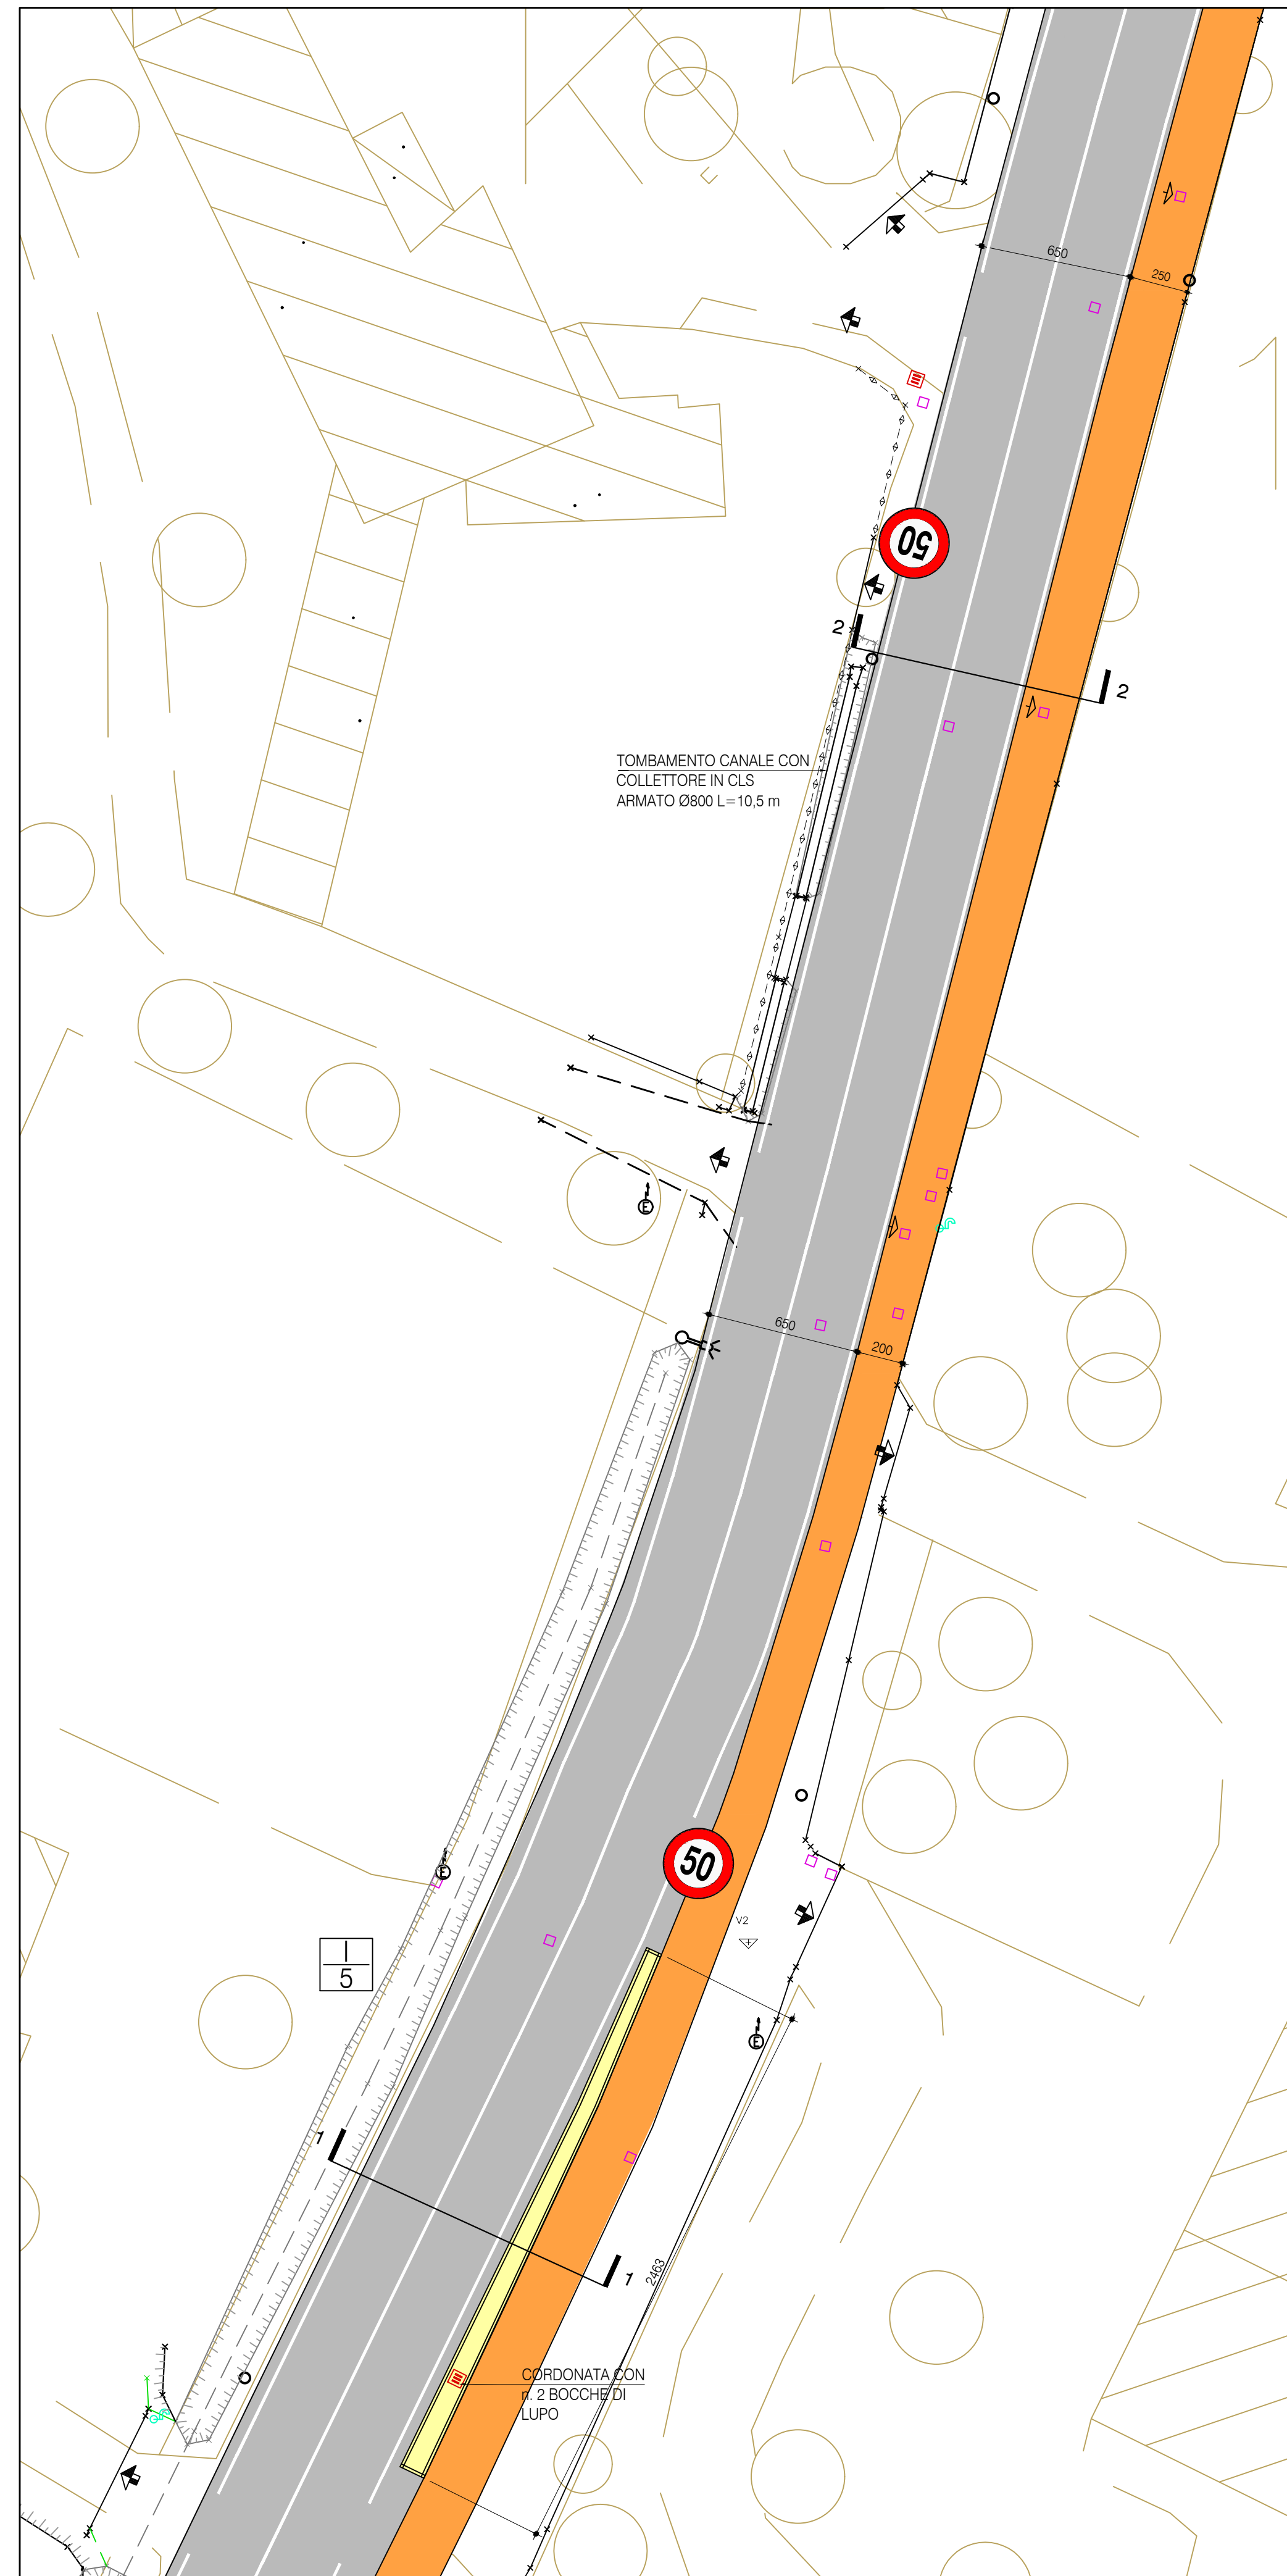 650
250
50
2
2
TOMBAMENTO CANALE CON
COLLETTORE IN CLS
ARMATO Ø800 L=10,5 m
E
650
200
50
E
V2
I
5
E
1
1
2463
CORDONATA CON
n. 2 BOCCHE DI
LUPO